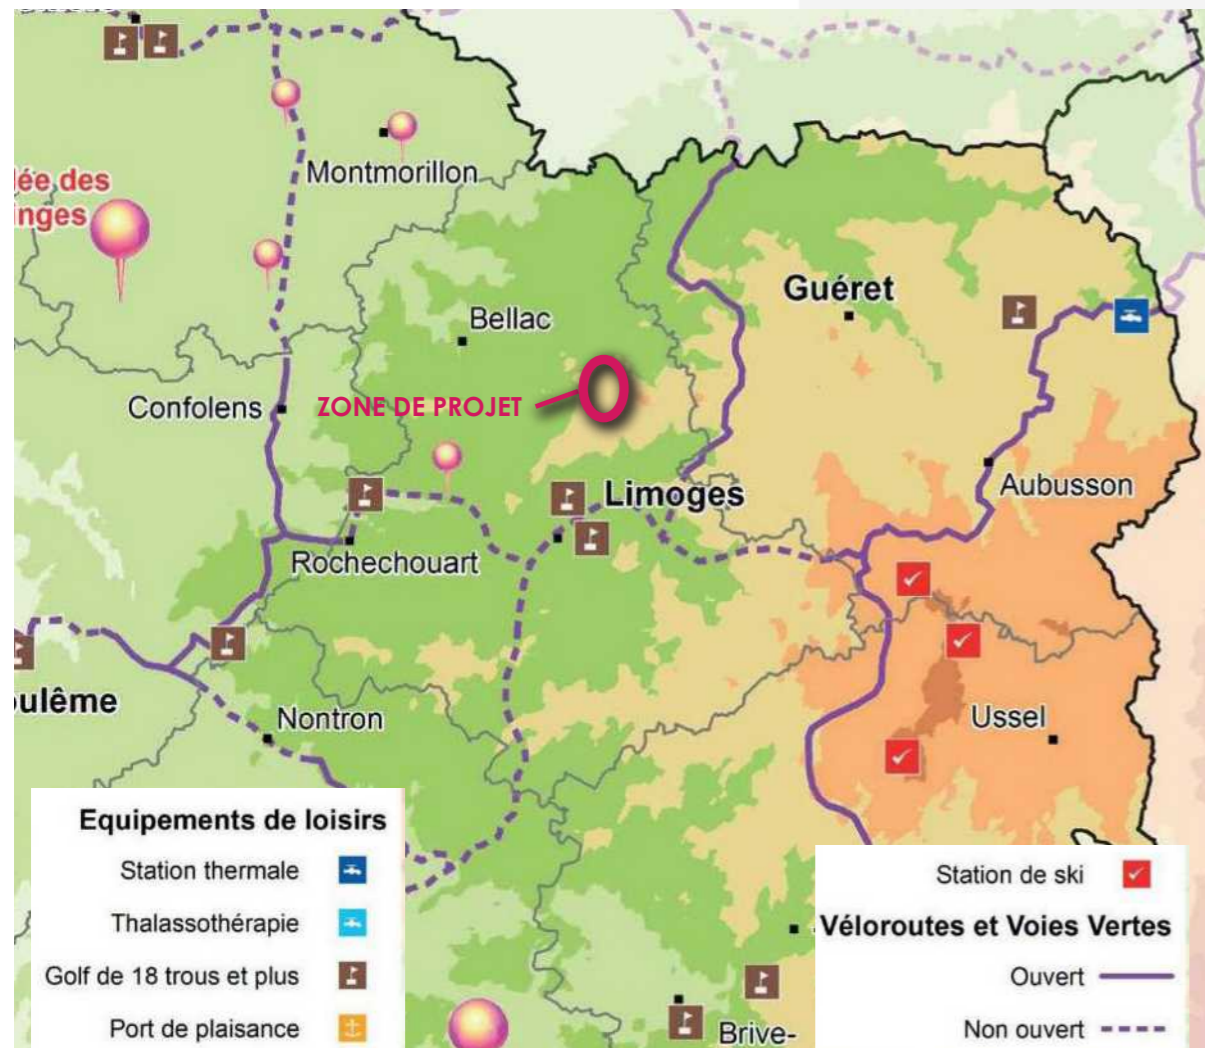 Montmorillon
ée des
nges
Guéret
Bellac
Confolens
ZONE DE PROJET
Limoges
Aubusson
Rochechouart
ulême
Nontron
Ussel
Equipements de loisirs
Station thermale
Thalassothérapie
Golf de 18 trous et plus
Port de plaisance
Station de ski
Véloroutes et Voies Vertes
Ouvert
Non ouvert
Brive-